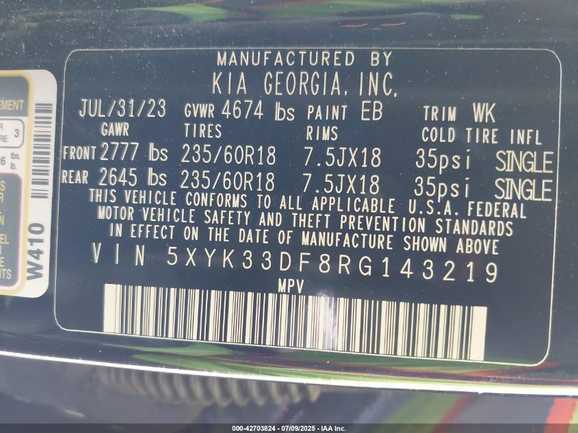 MANUFACTURED BY
KIA GEORGIA, INC.
JUL/31/23 GVWR 4674 lbs PAINT EB TRIM WK
GAWR TIRES RIMS COLD TIRE INFL
FRONT 2777 lbs 235/60R18 7.5JX18 35psi SINGLE
REAR 2645 lbs 235/60R18 7.5JX18 35psi SINGLE
THIS VEHICLE CONFORMS TO ALL APPLICABLE U.S.A. FEDERAL
MOTOR VEHICLE SAFETY AND THEFT PREVENTION STANDARDS
IN EFFECT ON THE DATE OF MANUFACTURE SHOWN ABOVE
VIN 5XYK33DF8RG143219
MPV
W410
3
000-42703824 | 07/09/2025 | IAA Inc.